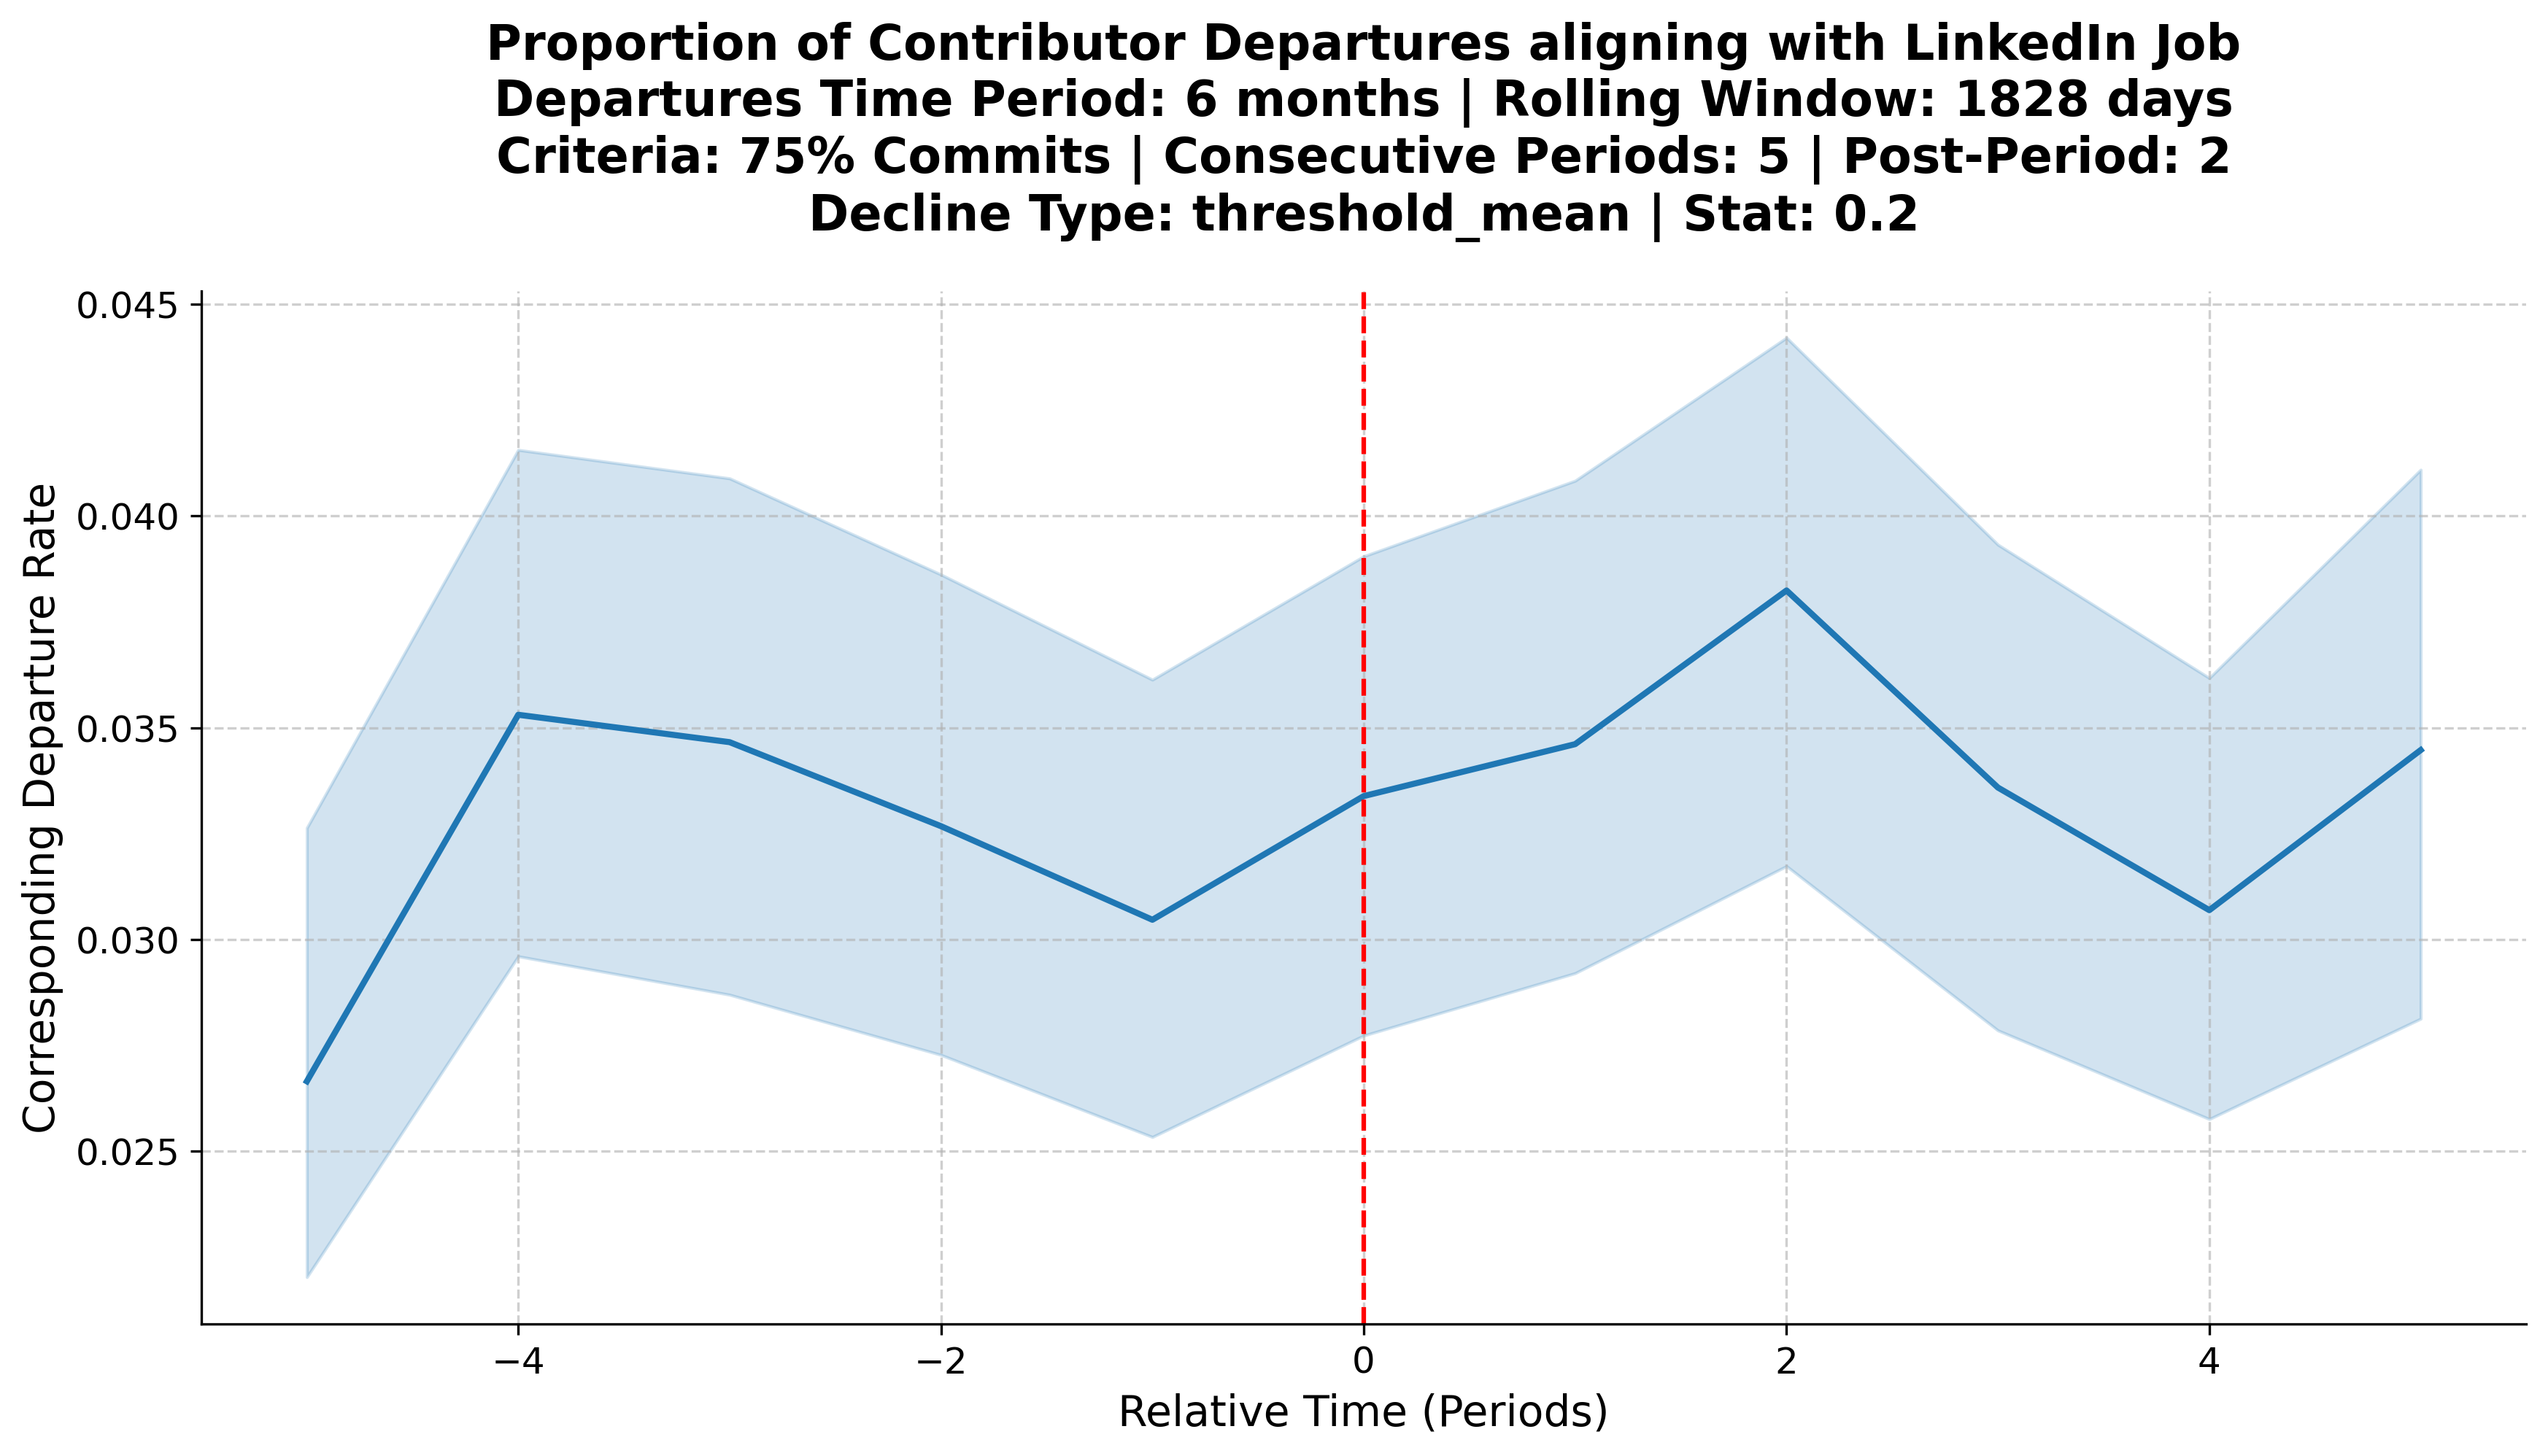 Proportion of Contributor Departures aligning with LinkedIn Job
Departures Time Period: 6 months | Rolling Window: 1828 days
Criteria: 75% Commits | Consecutive Periods: 5 | Post-Period: 2
Decline Type: threshold_mean | Stat: 0.2
0.045
0.040
0.035
0.030
0.025
Corresponding Departure Rate
−4
−2
0
2
4
Relative Time (Periods)